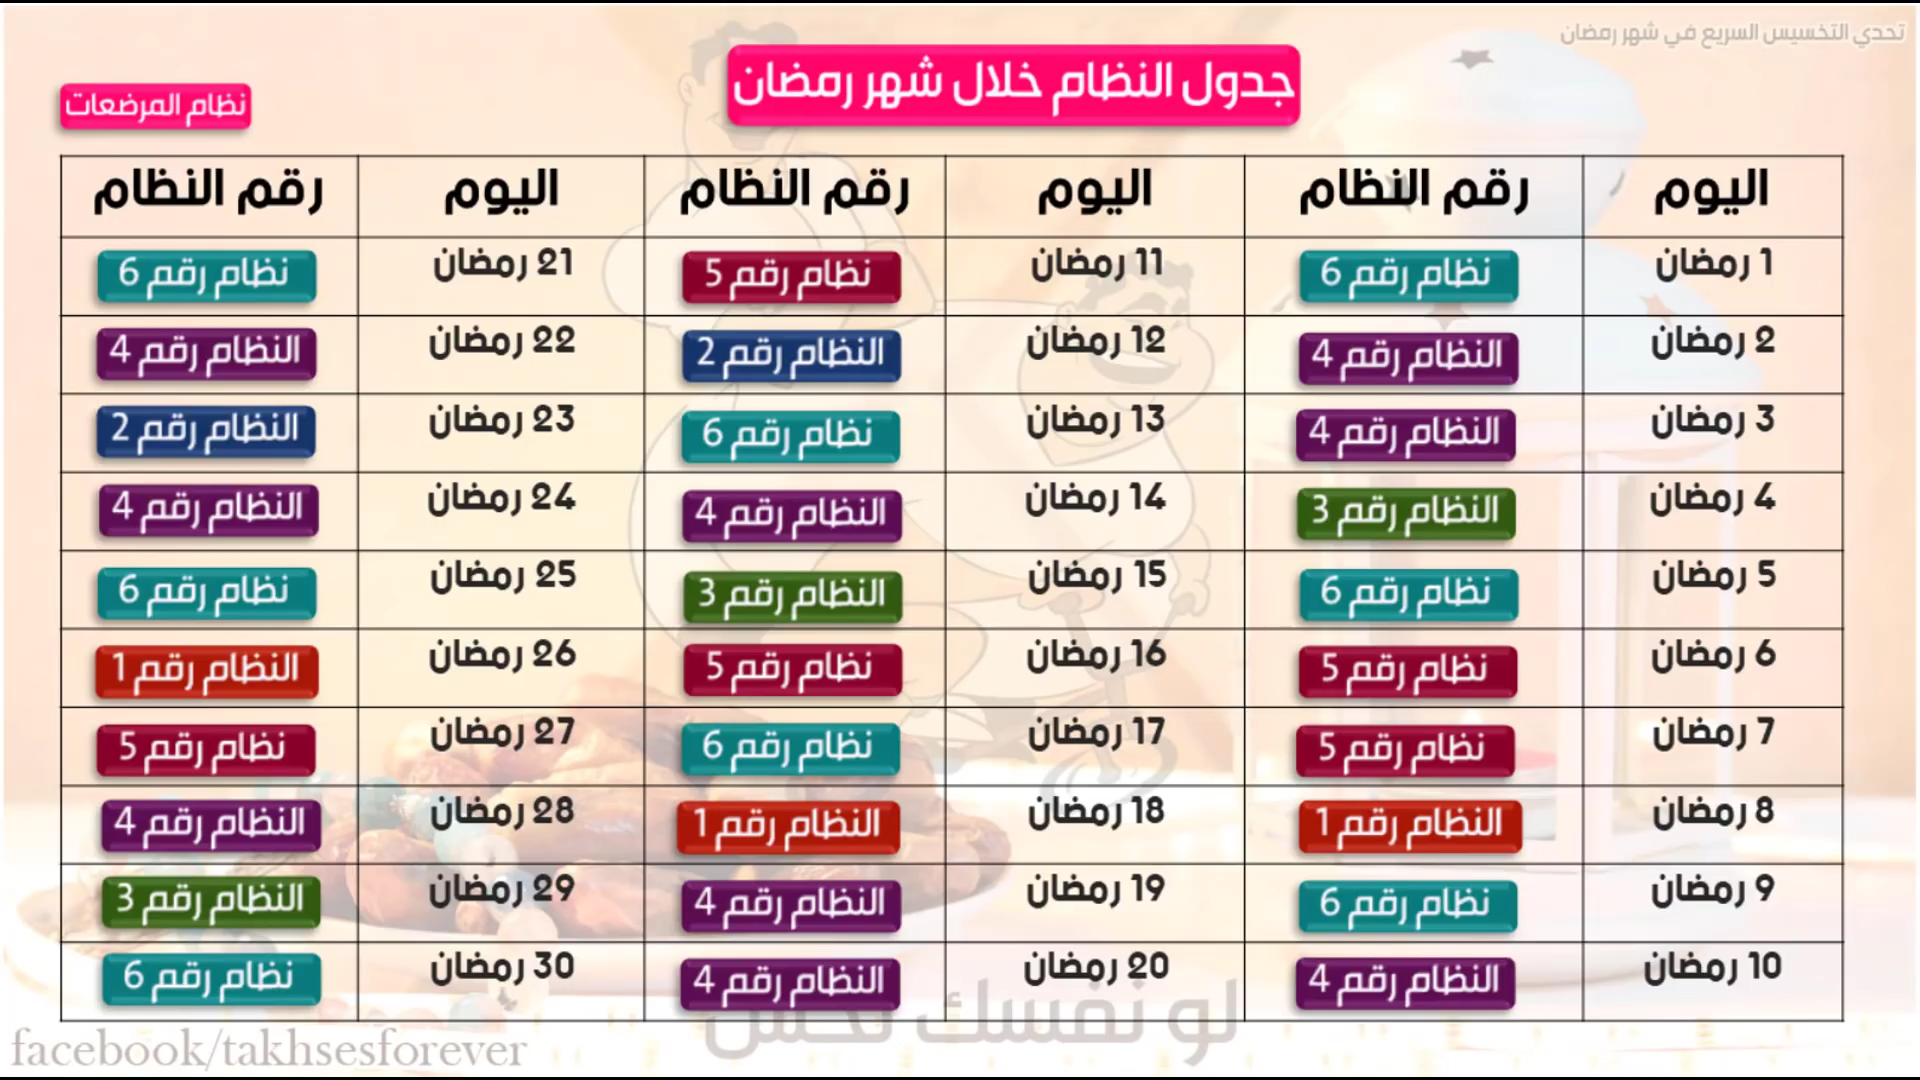 تحدي التخسيس السريع في شهر رمضان
جدول النظام خلال شهر رمضان
نظام المرضعات
اليوم رقم النظام اليوم رقم النظام اليوم رقم النظام
1 رمضان نظام رقم 6 11 رمضان نظام رقم 5 21 رمضان نظام رقم 6
2 رمضان النظام رقم 4 12 رمضان النظام رقم 2 22 رمضان النظام رقم 4
3 رمضان النظام رقم 4 13 رمضان نظام رقم 6 23 رمضان النظام رقم 2
4 رمضان النظام رقم 3 14 رمضان النظام رقم 4 24 رمضان النظام رقم 4
5 رمضان نظام رقم 6 15 رمضان النظام رقم 3 25 رمضان نظام رقم 6
6 رمضان نظام رقم 5 16 رمضان نظام رقم 5 26 رمضان النظام رقم 1
7 رمضان نظام رقم 5 17 رمضان نظام رقم 6 27 رمضان نظام رقم 5
8 رمضان النظام رقم 1 18 رمضان النظام رقم 1 28 رمضان النظام رقم 4
9 رمضان نظام رقم 6 19 رمضان النظام رقم 4 29 رمضان النظام رقم 3
10 رمضان النظام رقم 4 20 رمضان النظام رقم 4 30 رمضان نظام رقم 6
لو نفسك تخس
facebook/takhsesforever